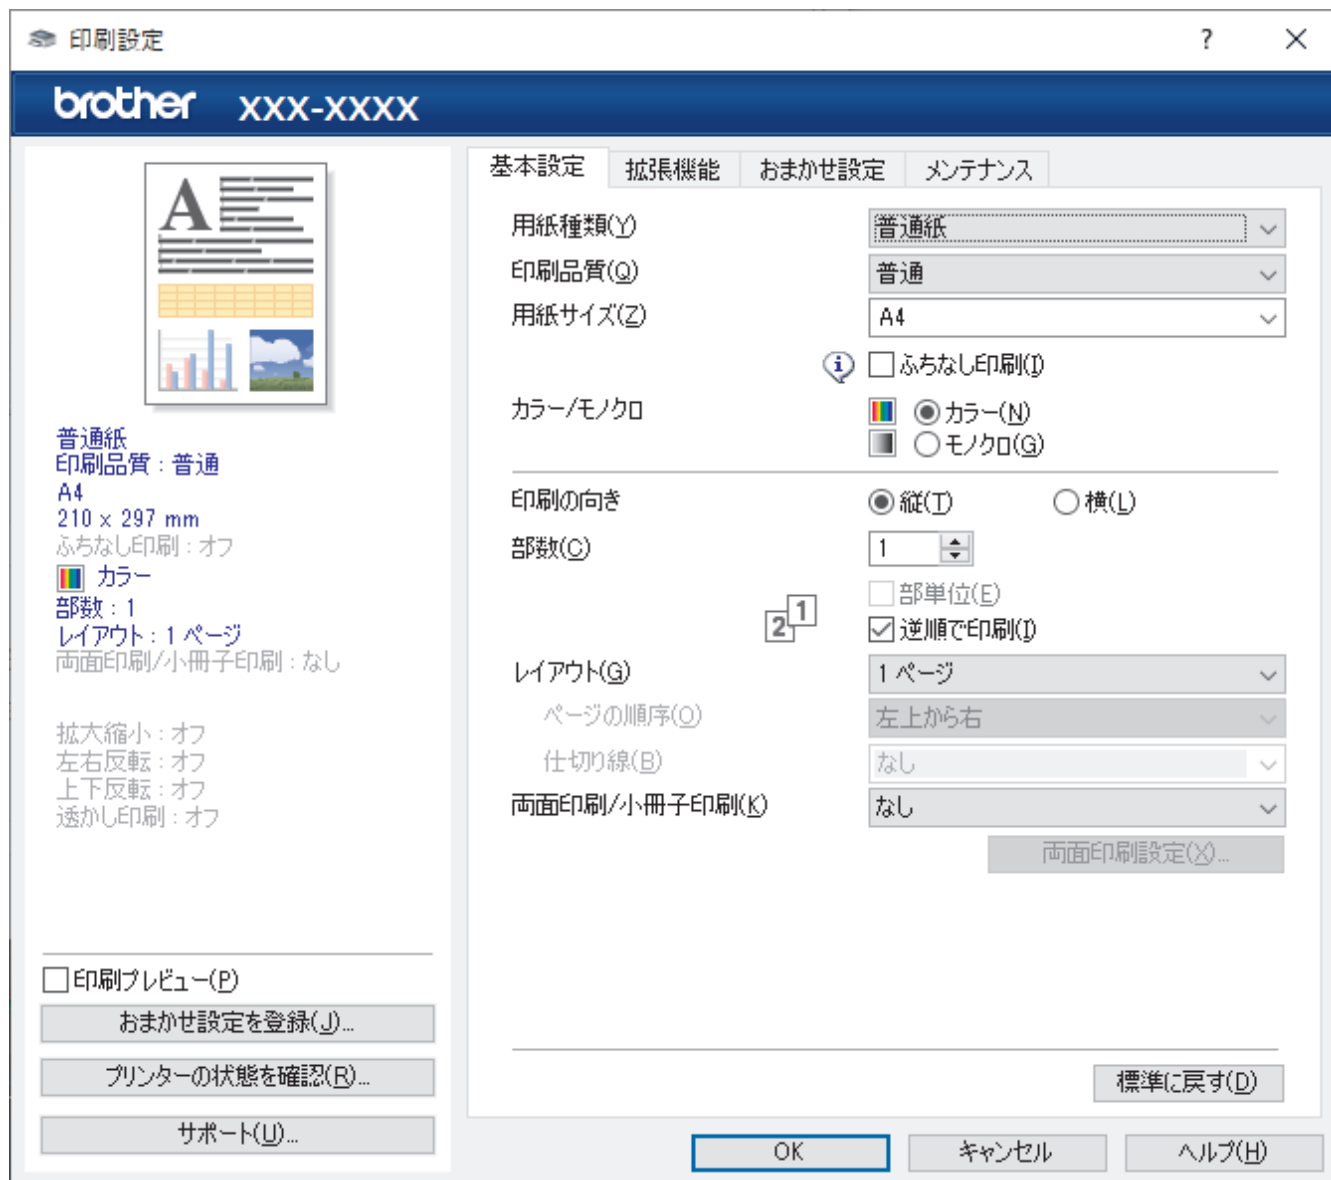 印刷設定
?
brother XXX-XXXX
A
普通紙
印刷品質 : 普通
A4
210 x 297 mm
ふちなし印刷 : オフ
カラー
部数 : 1
レイアウト : 1 ページ
両面印刷/小冊子印刷 : なし
拡大縮小 : オフ
左右反転 : オフ
上下反転 : オフ
透かし印刷 : オフ
印刷プレビュー(P)
おまかせ設定を登録(J)...
プリンターの状態を確認(R)...
サポート(U)...
基本設定 拡張機能 おまかせ設定 メンテナンス
用紙種類(Y) 普通紙
印刷品質(Q) 普通
用紙サイズ(Z) A4
ふちなし印刷(I)
カラー/モノクロ カラー(N)
モノクロ(G)
印刷の向き 縦(T) 横(L)
部数(C) 1
部単位(E)
2 1 逆順で印刷(I)
レイアウト(G) 1 ページ
ページの順序(O) 左上から右
仕切り線(B) なし
両面印刷/小冊子印刷(K) なし
両面印刷設定(X)...
標準に戻す(D)
OK キャンセル ヘルプ(H)